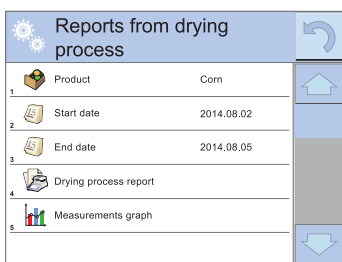 Reports from drying
process
1 Product Corn
2 Start date 2014.08.02
3 End date 2014.08.05
4 Drying process report
5 Measurements graph